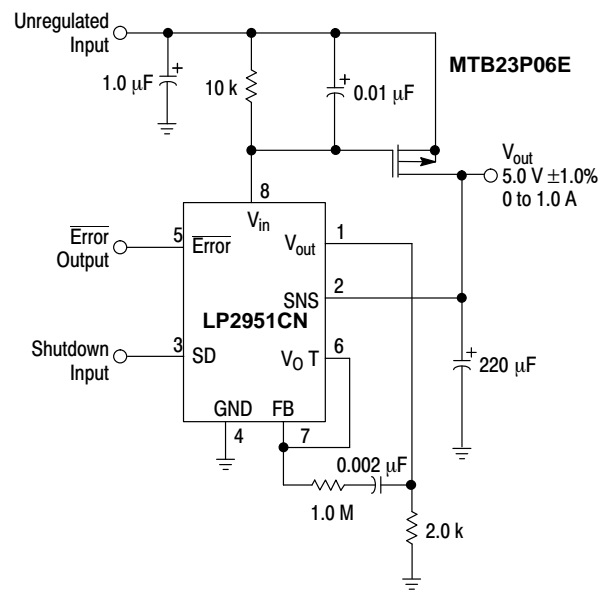 Unregulated
Input
MTB23P06E
1.0 μF
+
10 k
+
0.01 μF
Vout
5.0 V ±1.0%
0 to 1.0 A
8
Vin
Error
Output
5
Error
Vout
1
SNS
2
LP2951CN
Shutdown
Input
3
SD
VO T
6
+
220 μF
GND
FB
4
7
0.002 μF
1.0 M
2.0 k